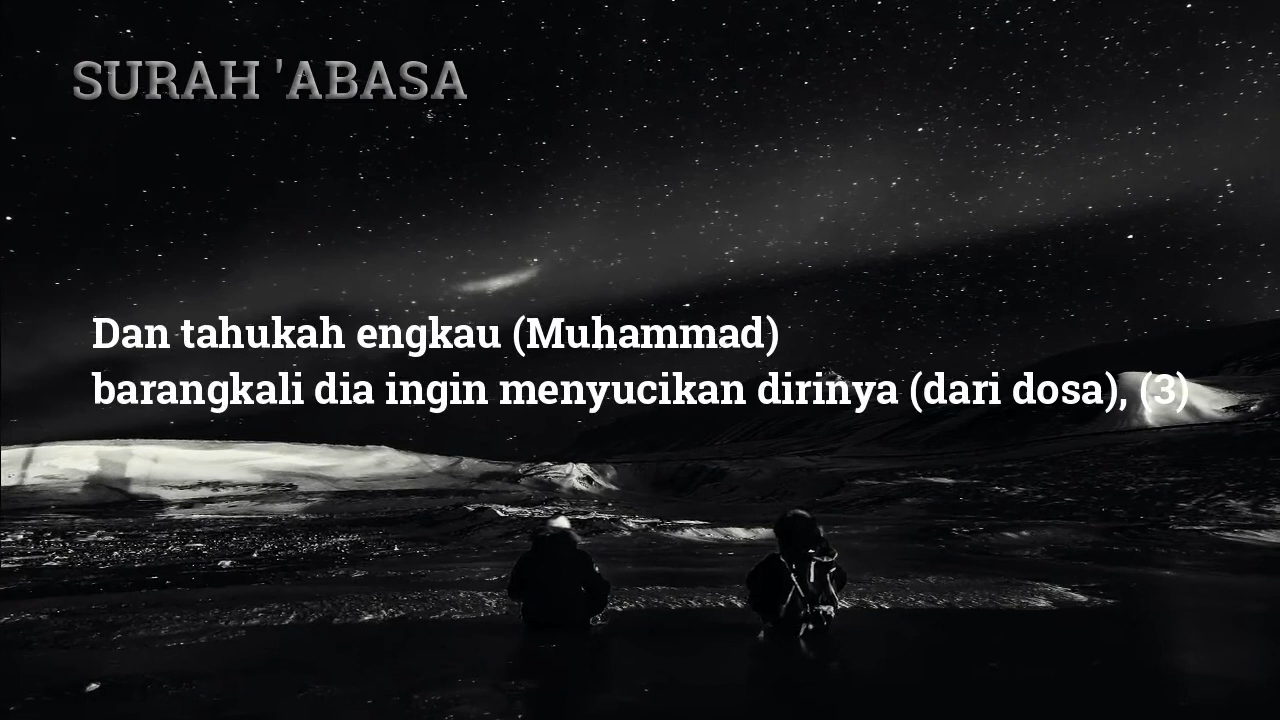 SURAH 'ABASA
Dan tahukah engkau (Muhammad)
barangkali dia ingin menyucikan dirinya (dari dosa), (3)